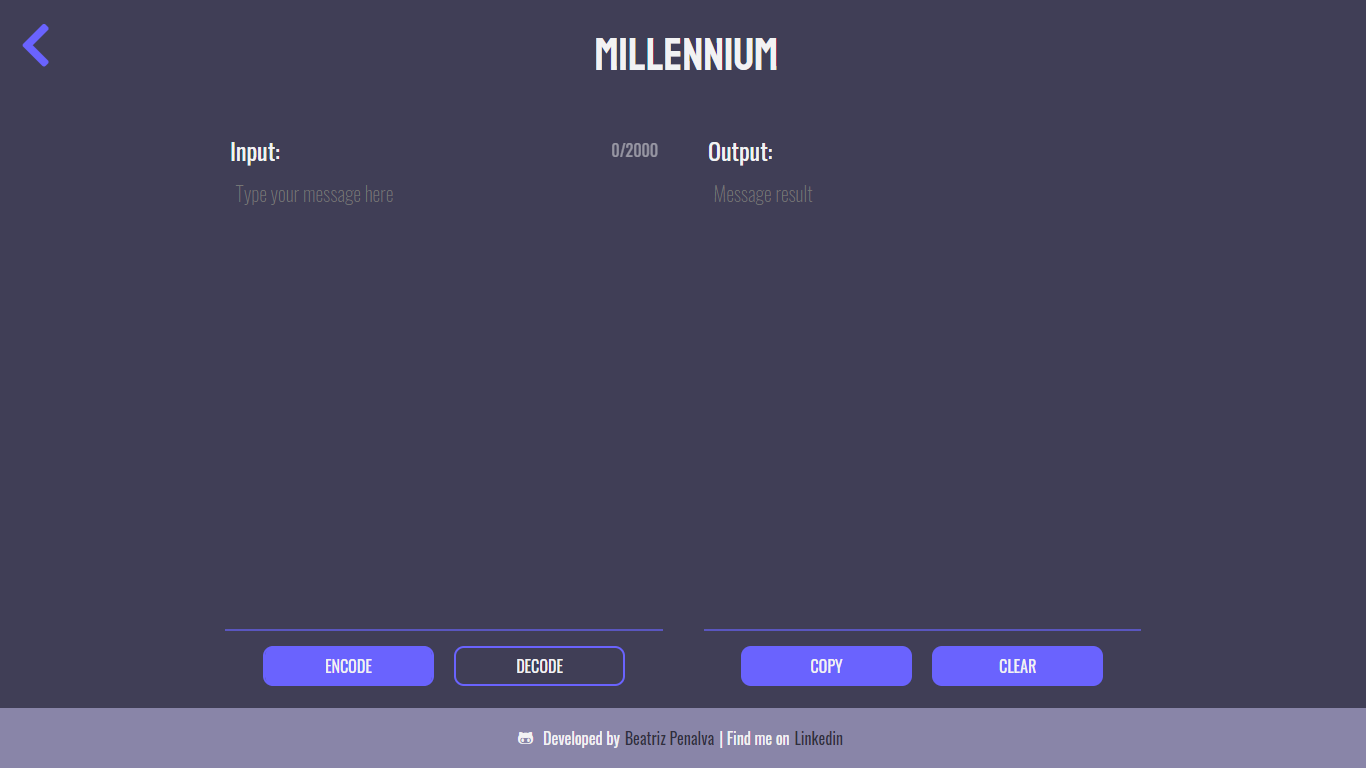 MILLENNIUM
Input:
0/2000
Type your message here
Output:
Message result
ENCODE
DECODE
COPY
CLEAR
Developed by Beatriz Penalva | Find me on Linkedin